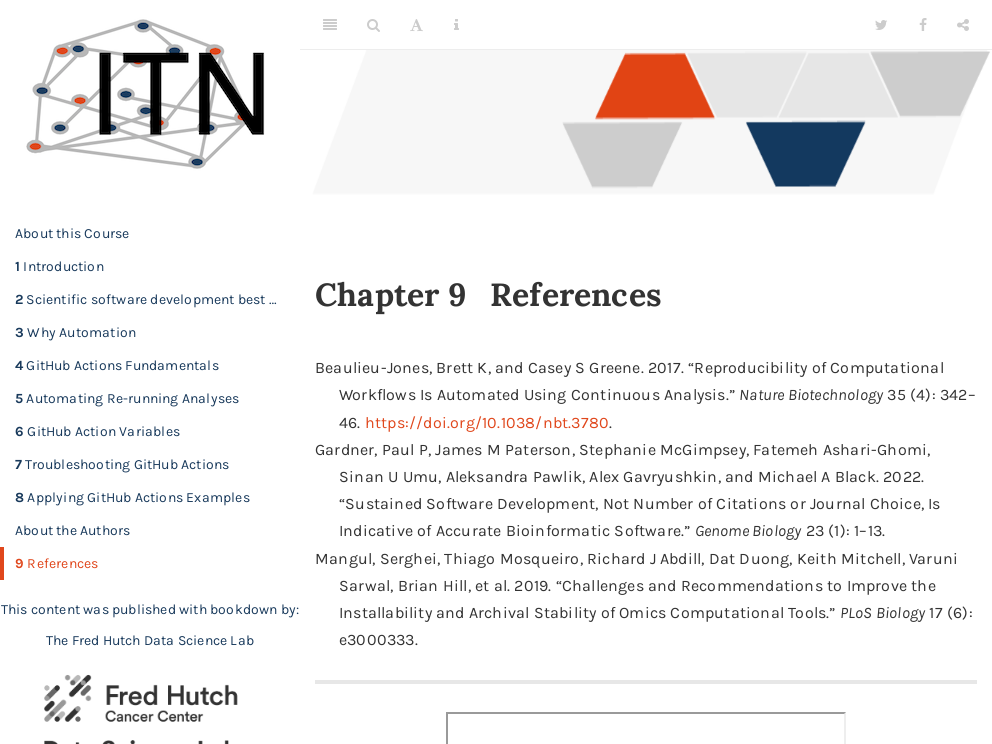 ITN
About this Course
1 Introduction
2 Scientific software development best ...
3 Why Automation
4 GitHub Actions Fundamentals
5 Automating Re-running Analyses
6 GitHub Action Variables
7 Troubleshooting GitHub Actions
8 Applying GitHub Actions Examples
About the Authors
9 References
This content was published with bookdown by:
The Fred Hutch Data Science Lab
Fred Hutch
Cancer Center
Data Science Lab
Chapter 9 References
Beaulieu-Jones, Brett K, and Casey S Greene. 2017. “Reproducibility of Computational
Workflows Is Automated Using Continuous Analysis.” Nature Biotechnology 35 (4): 342–
46. https://doi.org/10.1038/nbt.3780.
Gardner, Paul P, James M Paterson, Stephanie McGimpsey, Fatemeh Ashari-Ghomi,
Sinan U Umu, Aleksandra Pawlik, Alex Gavryushkin, and Michael A Black. 2022.
“Sustained Software Development, Not Number of Citations or Journal Choice, Is
Indicative of Accurate Bioinformatic Software.” Genome Biology 23 (1): 1–13.
Mangul, Serghei, Thiago Mosqueiro, Richard J Abdill, Dat Duong, Keith Mitchell, Varuni
Sarwal, Brian Hill, et al. 2019. “Challenges and Recommendations to Improve the
Installability and Archival Stability of Omics Computational Tools.” PLoS Biology 17 (6):
e3000333.